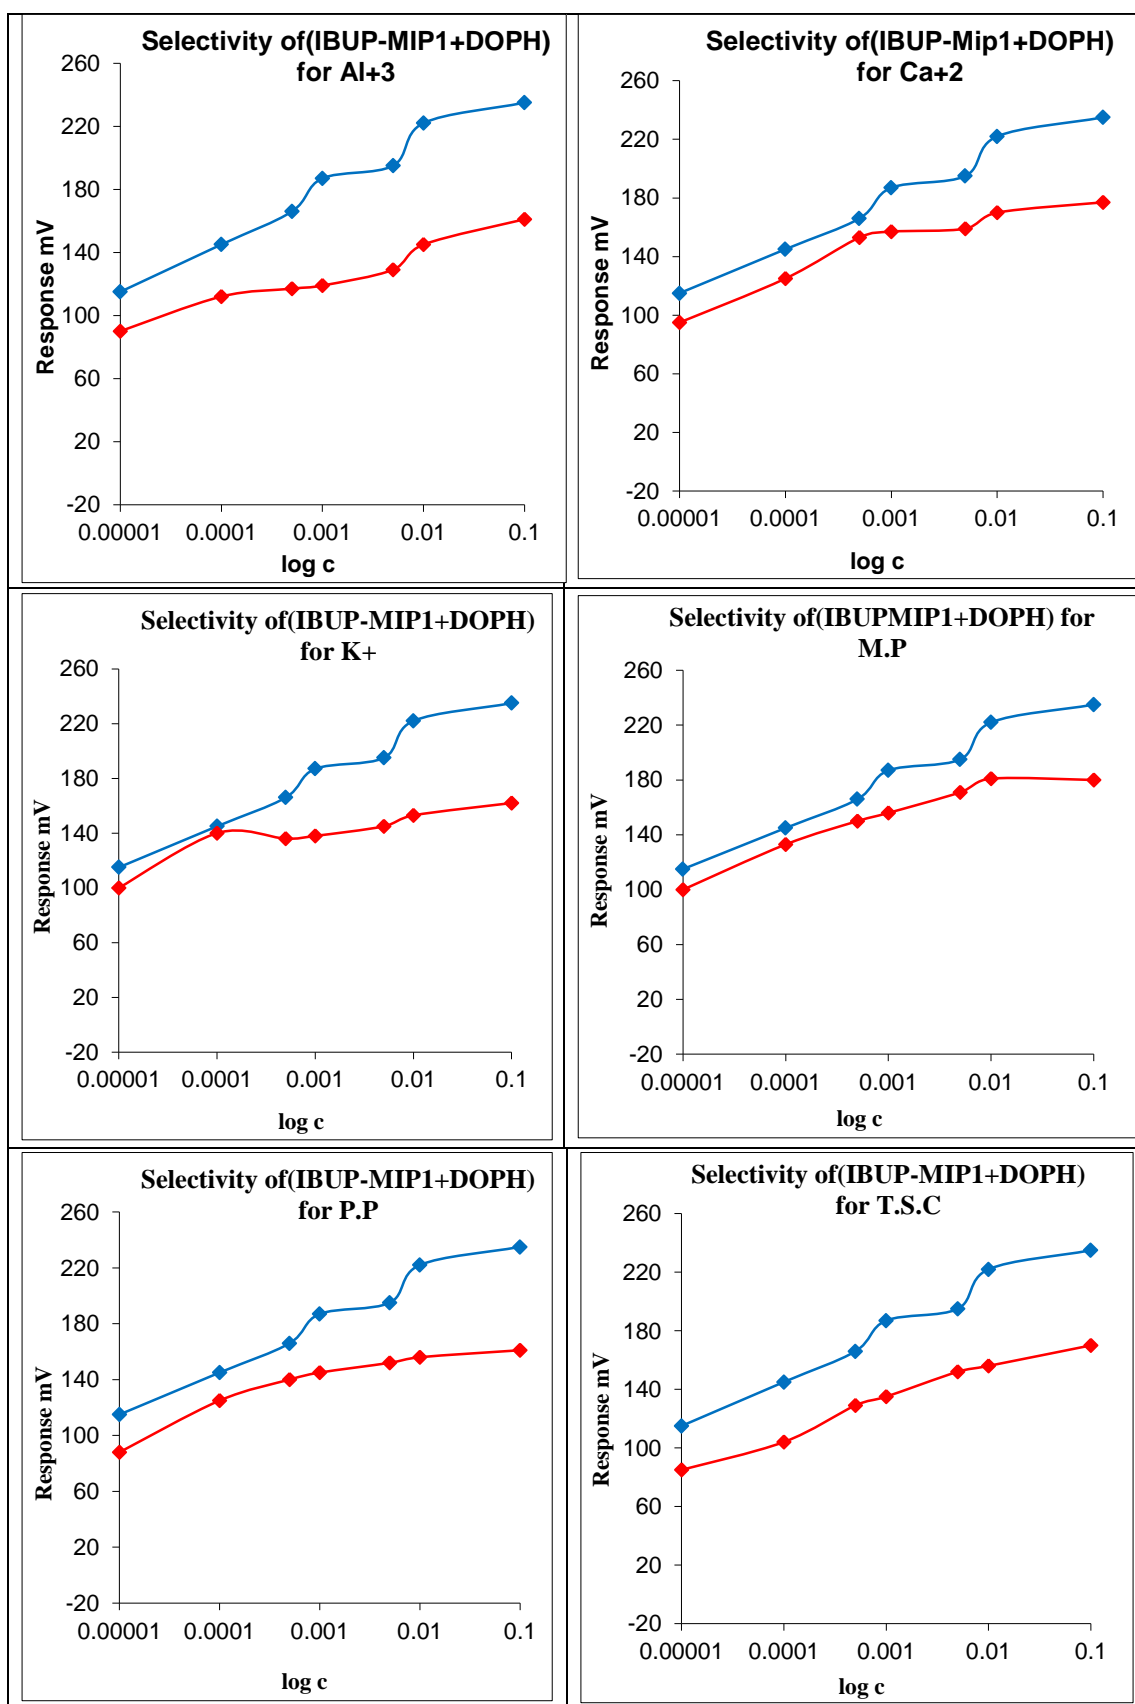 Selectivity of(IBUP-MIP1+DOPH)
for Al+3
260
220
180
140
100
60
20
-20
Response mV
0.00001 0.0001 0.001 0.01 0.1
log c
Selectivity of(IBUP-Mip1+DOPH)
for Ca+2
260
220
180
140
100
60
20
-20
Response mV
0.00001 0.0001 0.001 0.01 0.1
log c
Selectivity of(IBUP-MIP1+DOPH)
for K+
260
220
180
140
100
60
20
-20
Response mV
0.00001 0.0001 0.001 0.01 0.1
log c
Selectivity of(IBUPMIP1+DOPH) for
M.P
260
220
180
140
100
60
20
-20
Response mV
0.00001 0.0001 0.001 0.01 0.1
log c
Selectivity of(IBUP-MIP1+DOPH)
for P.P
260
220
180
140
100
60
20
-20
Response mV
0.00001 0.0001 0.001 0.01 0.1
log c
Selectivity of(IBUP-MIP1+DOPH)
for T.S.C
260
220
180
140
100
60
20
-20
Response mV
0.00001 0.0001 0.001 0.01 0.1
log c